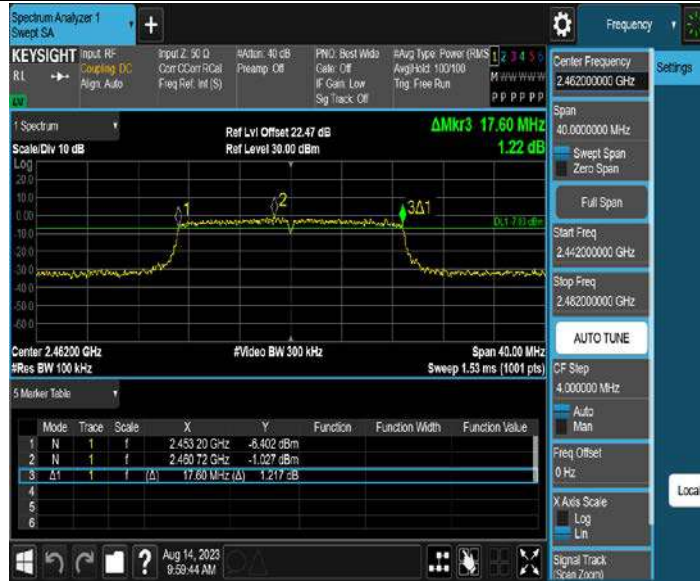 Spectrum Analyzer 1
Swept SA
+
Frequency
KEYSIGHT
RL
Input: RF
Coupling: DC
Align: Auto
Input Z: 50 Ω
Corr CCorr RCal
Freq Ref: Int (S)
#Atten: 40 dB
Preamp: Off
PNO: Best Wide
Gate: Off
IF Gain: Low
Sig Track: Off
#Avg Type: Power (RMS
Avg|Hold: 100/100
Trig: Free Run
1 2 3 4 5 6
M W W W W W
P P P P P P
Center Frequency
2.462000000 GHz
Settings
Span
40.0000000 MHz
Swept Span
Zero Span
Full Span
Start Freq
2.442000000 GHz
Stop Freq
2.482000000 GHz
AUTO TUNE
CF Step
4.000000 MHz
Auto
Man
Freq Offset
0 Hz
X Axis Scale
Log
Lin
Signal Track
(Span Zoom)
Local
1 Spectrum
Scale/Div 10 dB
Ref Lvl Offset 22.47 dB
Ref Level 30.00 dBm
ΔMkr3 17.60 MHz
1.22 dB
Log
20.0
10.0
0.00
-10.0
-20.0
-30.0
-40.0
-50.0
-60.0
1
2
3Δ1
Center 2.46200 GHz
#Res BW 100 kHz
#Video BW 300 kHz
Span 40.00 MHz
Sweep 1.53 ms (1001 pts)
5 Marker Table
Mode Trace Scale X Y Function Function Width Function Value
1 N 1 f 2.453 20 GHz -8.402 dBm
2 N 1 f 2.460 72 GHz -1.027 dBm
3 Δ1 1 f (Δ) 17.60 MHz (Δ) 1.217 dB
4
5
6
?
Aug 14, 2023
9:59:44 AM